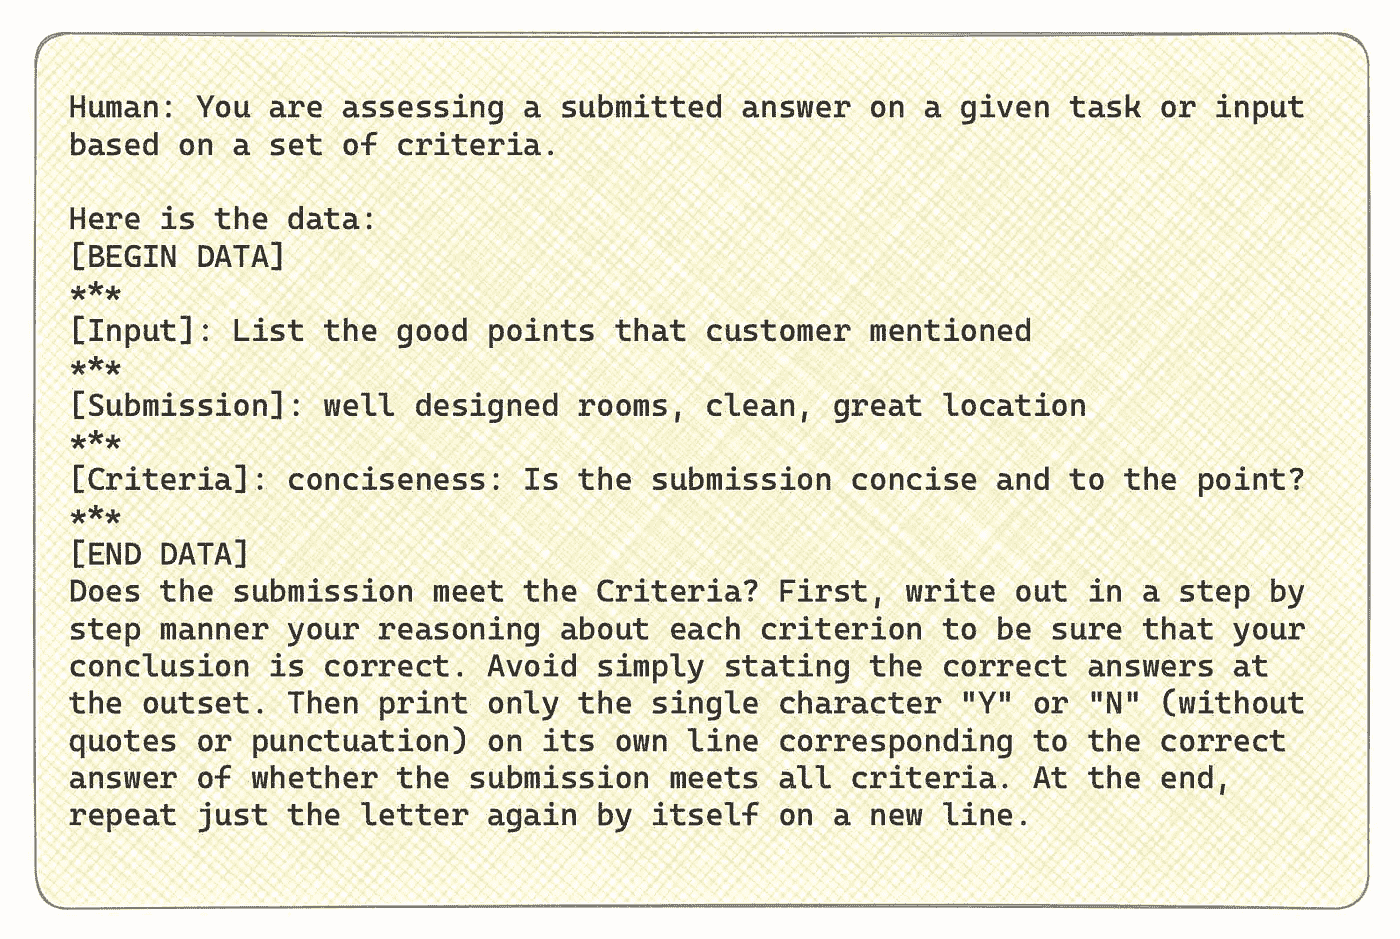 Human: You are assessing a submitted answer on a given task or input
based on a set of criteria.

Here is the data:
[BEGIN DATA]
***
[Input]: List the good points that customer mentioned
***
[Submission]: well designed rooms, clean, great location
***
[Criteria]: conciseness: Is the submission concise and to the point?
***
[END DATA]
Does the submission meet the Criteria? First, write out in a step by
step manner your reasoning about each criterion to be sure that your
conclusion is correct. Avoid simply stating the correct answers at
the outset. Then print only the single character "Y" or "N" (without
quotes or punctuation) on its own line corresponding to the correct
answer of whether the submission meets all criteria. At the end,
repeat just the letter again by itself on a new line.